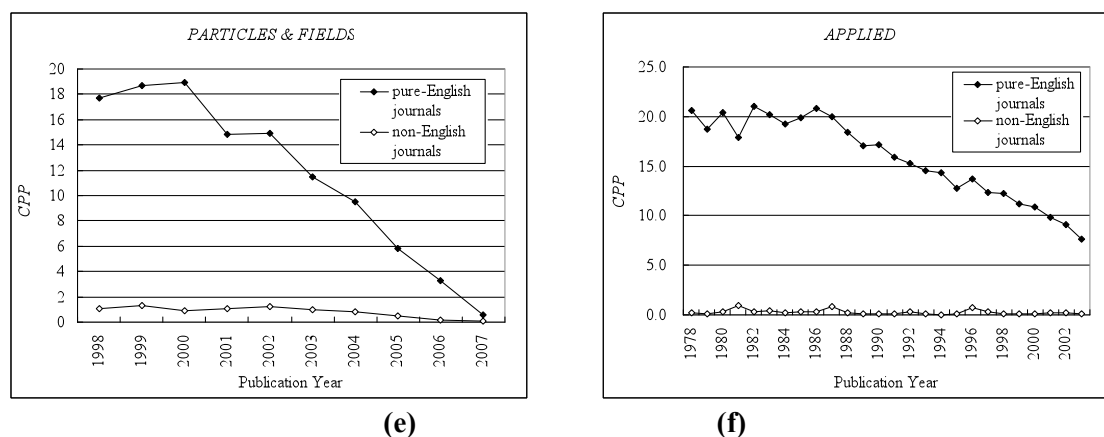 PARTICLES & FIELDS
20
18
16
14
12
10
8
6
4
2
0
CPP
pure-English
journals
non-English
journals
1998
1999
2000
2001
2002
2003
2004
2005
2006
2007
Publication Year
(e)
APPLIED
25.0
20.0
15.0
10.0
5.0
0.0
CPP
pure-English
journals
non-English
journals
1978
1980
1982
1984
1986
1988
1990
1992
1994
1996
1998
2000
2002
Publication Year
(f)